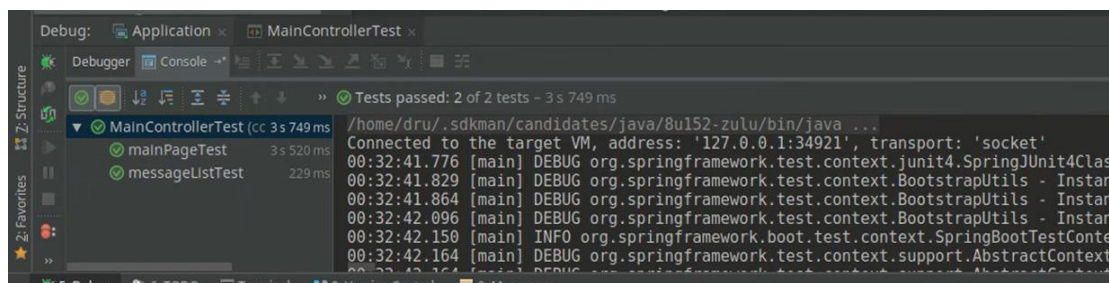 Debug: Application × MainControllerTest ×
Debugger Console
Z: Structure
2: Favorites
» Tests passed: 2 of 2 tests – 3 s 749 ms
MainControllerTest (cc 3 s 749 ms
mainPageTest 3 s 520 ms
messageListTest 229 ms
/home/dru/.sdkman/candidates/java/8u152-zulu/bin/java ...
Connected to the target VM, address: '127.0.0.1:34921', transport: 'socket'
00:32:41.776 [main] DEBUG org.springframework.test.context.junit4.SpringJUnit4Clas
00:32:41.829 [main] DEBUG org.springframework.test.context.BootstrapUtils - Instan
00:32:41.864 [main] DEBUG org.springframework.test.context.BootstrapUtils - Instan
00:32:42.096 [main] DEBUG org.springframework.test.context.BootstrapUtils - Instan
00:32:42.150 [main] INFO org.springframework.boot.test.context.SpringBootTestConte
00:32:42.164 [main] DEBUG org.springframework.test.context.support.AbstractContext